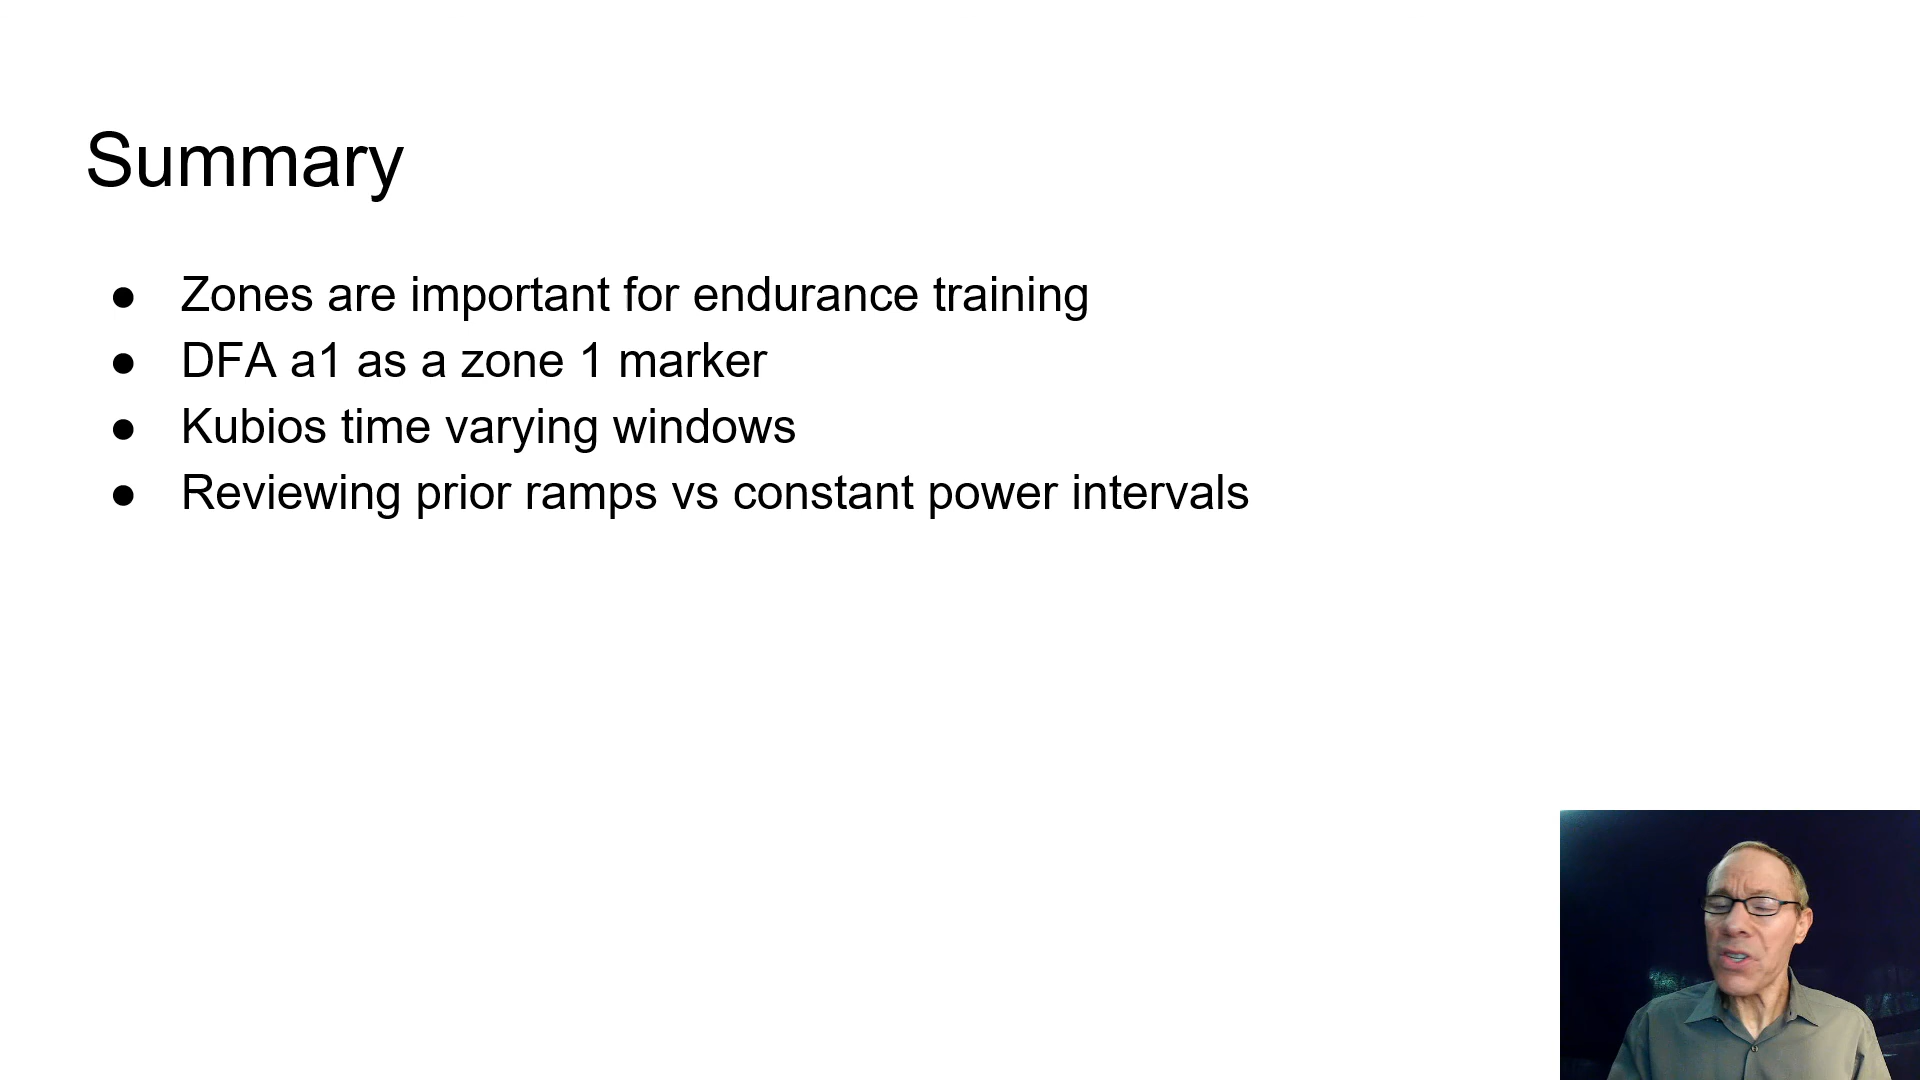 Summary
● Zones are important for endurance training
● DFA a1 as a zone 1 marker
● Kubios time varying windows
● Reviewing prior ramps vs constant power intervals